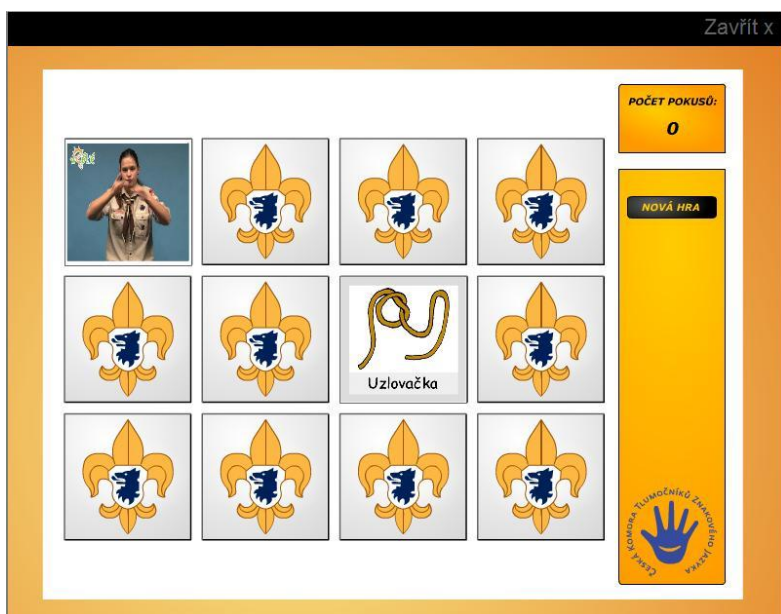 Zavřít x
POČET POKUSŮ:
0
NOVÁ HRA
Uzlovačka
ČESKÁ KOMORA TLUMOČNÍKŮ ZNAKOVÉHO JAZYKA